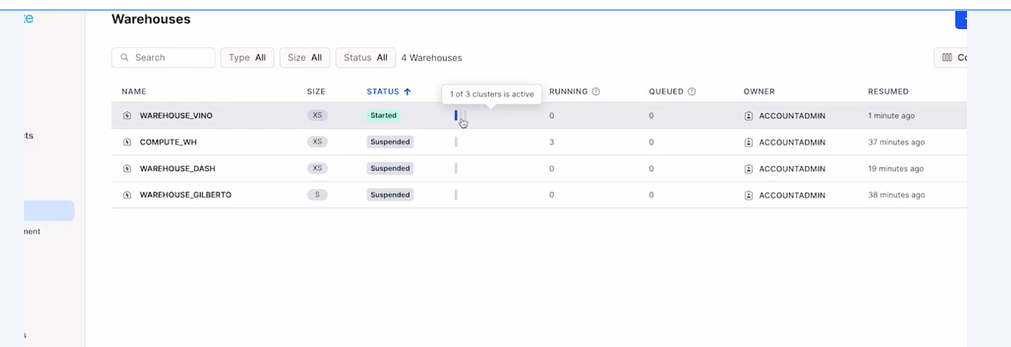 Warehouses
Search Type All Size All Status All 4 Warehouses
1 of 3 clusters is active
NAME SIZE STATUS RUNNING QUEUED OWNER RESUMED
WAREHOUSE_VINO XS Started 0 0 ACCOUNTADMIN 1 minute ago
COMPUTE_WH XS Suspended 3 0 ACCOUNTADMIN 37 minutes ago
WAREHOUSE_DASH XS Suspended 0 0 ACCOUNTADMIN 19 minutes ago
WAREHOUSE_GILBERTO S Suspended 0 0 ACCOUNTADMIN 38 minutes ago